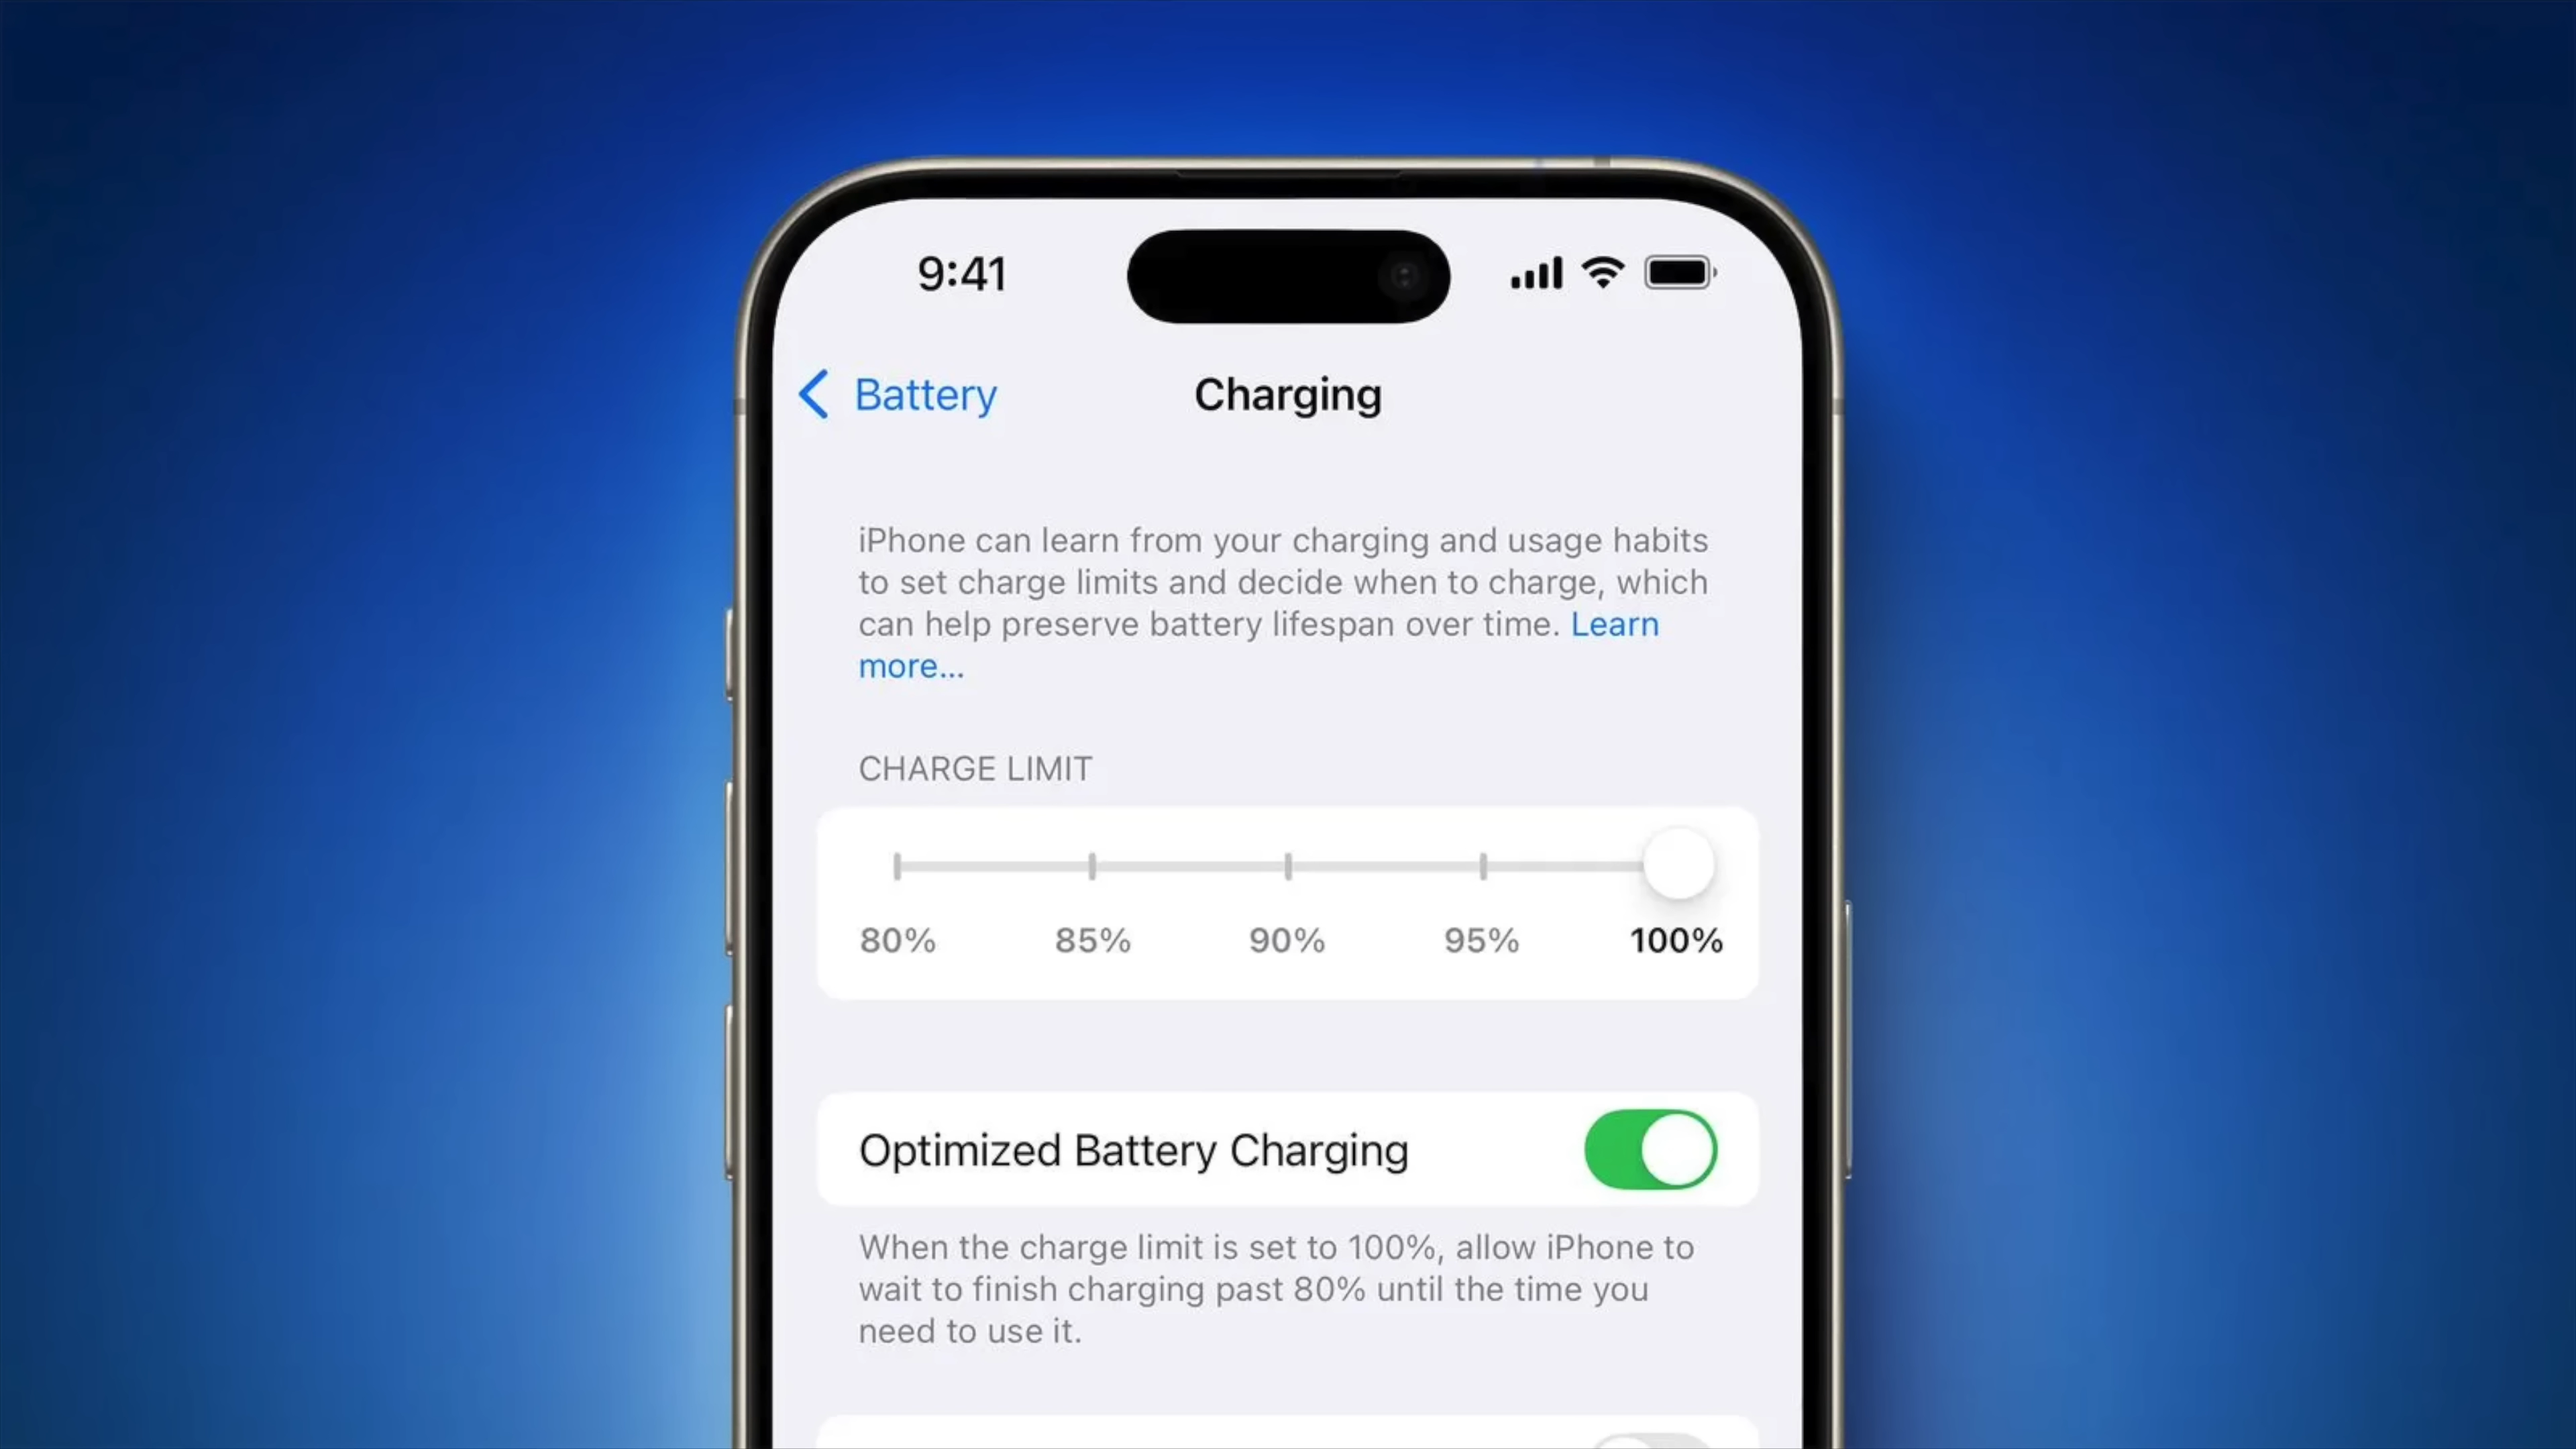 9:41
Battery
Charging
iPhone can learn from your charging and usage habits
to set charge limits and decide when to charge, which
can help preserve battery lifespan over time. Learn
more...
CHARGE LIMIT
80% 85% 90% 95% 100%
Optimized Battery Charging
When the charge limit is set to 100%, allow iPhone to
wait to finish charging past 80% until the time you
need to use it.